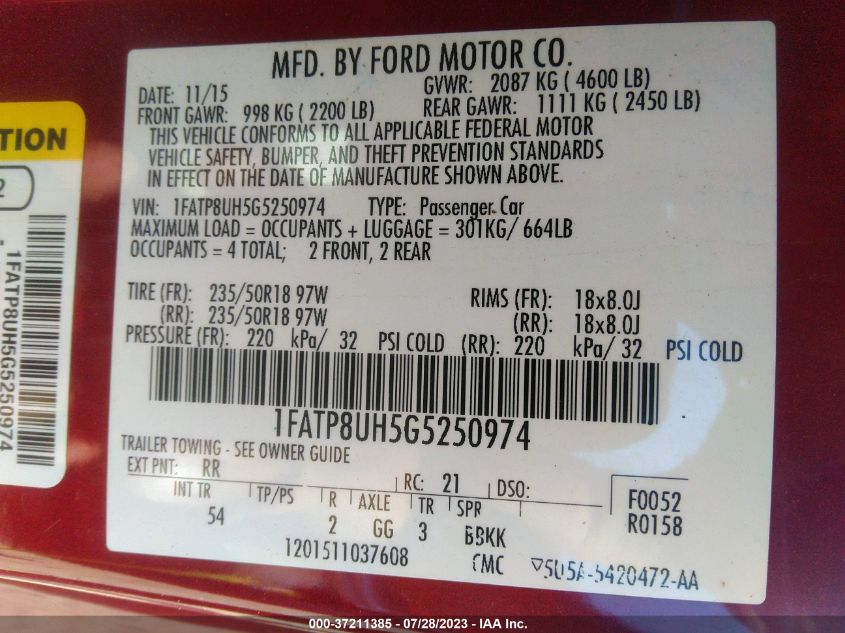 MFD. BY FORD MOTOR CO.
DATE: 11/15 GVWR: 2087 KG ( 4600 LB)
FRONT GAWR: 998 KG ( 2200 LB) REAR GAWR: 1111 KG ( 2450 LB)
THIS VEHICLE CONFORMS TO ALL APPLICABLE FEDERAL MOTOR
VEHICLE SAFETY, BUMPER, AND THEFT PREVENTION STANDARDS
IN EFFECT ON THE DATE OF MANUFACTURE SHOWN ABOVE.
VIN: 1FATP8UH5G5250974 TYPE: Passenger Car
MAXIMUM LOAD = OCCUPANTS + LUGGAGE = 301KG/ 664LB
OCCUPANTS = 4 TOTAL; 2 FRONT, 2 REAR
TIRE (FR): 235/50R18 97W RIMS (FR): 18x8.0J
(RR): 235/50R18 97W (RR): 18x8.0J
PRESSURE (FR): 220 kPa/ 32 PSI COLD (RR): 220 kPa/ 32 PSI COLD
1FATP8UH5G5250974
TRAILER TOWING - SEE OWNER GUIDE
EXT PNT: RR RC: 21 DSO:
INT TR TP/PS R AXLE TR SPR F0052
54 2 GG 3 BBKK R0158
1201511037608 CMC
TION
2
1FATP8UH5G5250974
000-37211385 - 07/28/2023 - IAA Inc.